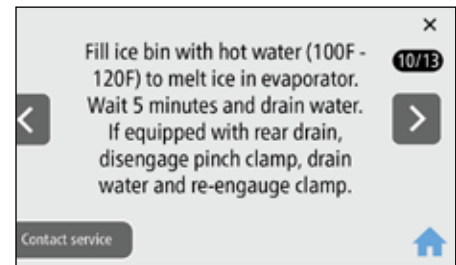 ×
Fill ice bin with hot water (100F -
10/13
120F) to melt ice in evaporator.
Wait 5 minutes and drain water.
If equipped with rear drain,
disengage pinch clamp, drain
water and re-engauge clamp.
Contact service